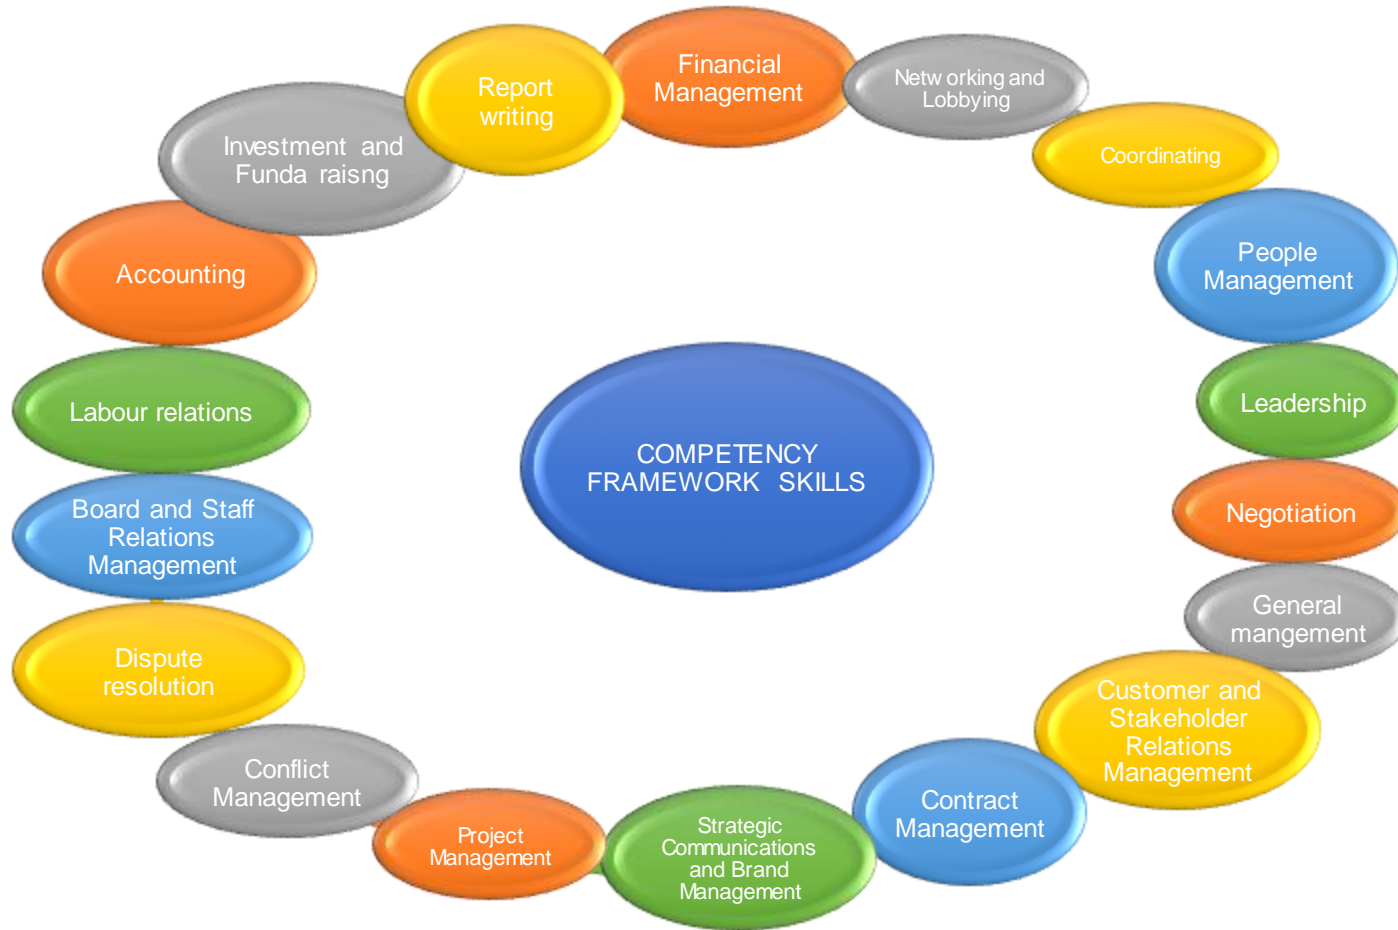 Financial
Management
Netw orking and
Lobbying
Coordinating
People
Management
Leadership
Negotiation
General
mangement
Customer and
Stakeholder
Relations
Management
Contract
Management
Strategic
Communications
and Brand
Management
Project
Management
Conflict
Management
Dispute
resolution
Board and Staff
Relations
Management
Labour relations
Accounting
Investment and
Funda raisng
Report
writing
COMPETENCY
FRAMEWORK SKILLS